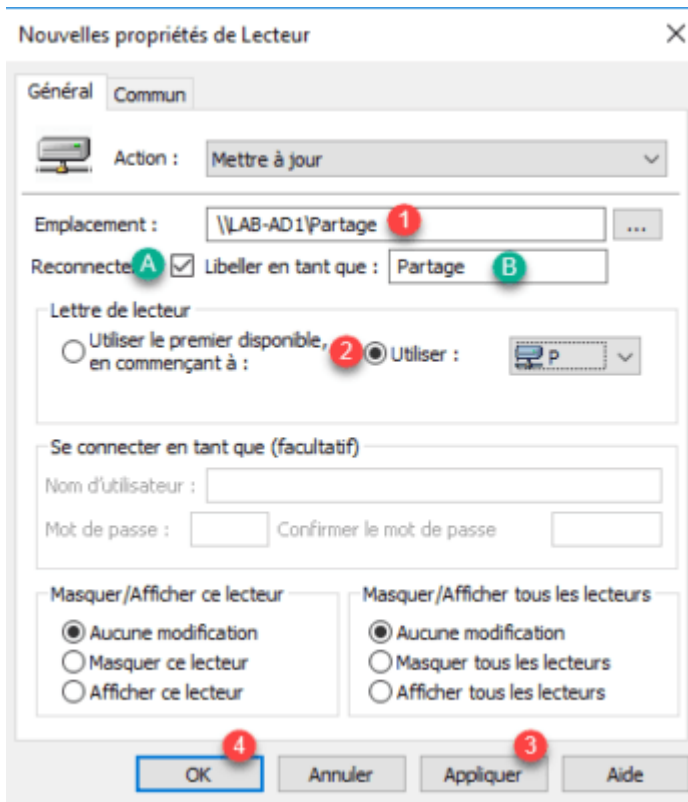 Nouvelles propriétés de Lecteur
Général Commun
Action : Mettre à jour
Emplacement : \\LAB-AD1\Partage 1 ...
Reconnecte A Libeller en tant que : Partage B
Lettre de lecteur
Utiliser le premier disponible,
en commençant à :
2 Utiliser : P
Se connecter en tant que (facultatif)
Nom d'utilisateur :
Mot de passe : Confirmer le mot de passe
Masquer/Afficher ce lecteur
Aucune modification
Masquer ce lecteur
Afficher ce lecteur
Masquer/Afficher tous les lecteurs
Aucune modification
Masquer tous les lecteurs
Afficher tous les lecteurs
4 3
OK Annuler Appliquer Aide